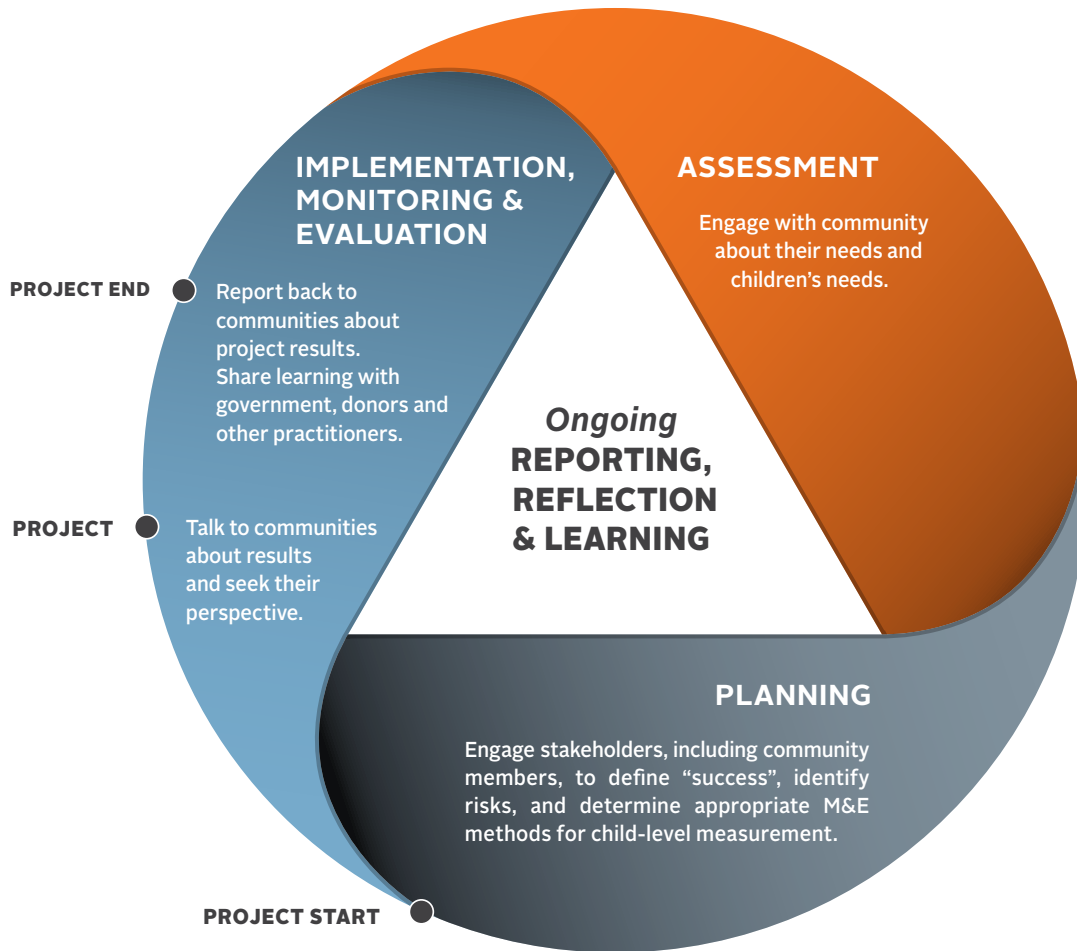 IMPLEMENTATION,
MONITORING &
EVALUATION
PROJECT END
Report back to
communities about
project results.
Share learning with
government, donors and
other practitioners.
PROJECT
Talk to communities
about results
and seek their
perspective.
ASSESSMENT
Engage with community
about their needs and
children’s needs.
Ongoing
REPORTING,
REFLECTION
& LEARNING
PLANNING
Engage stakeholders, including community
members, to define “success”, identify
risks, and determine appropriate M&E
methods for child-level measurement.
PROJECT START